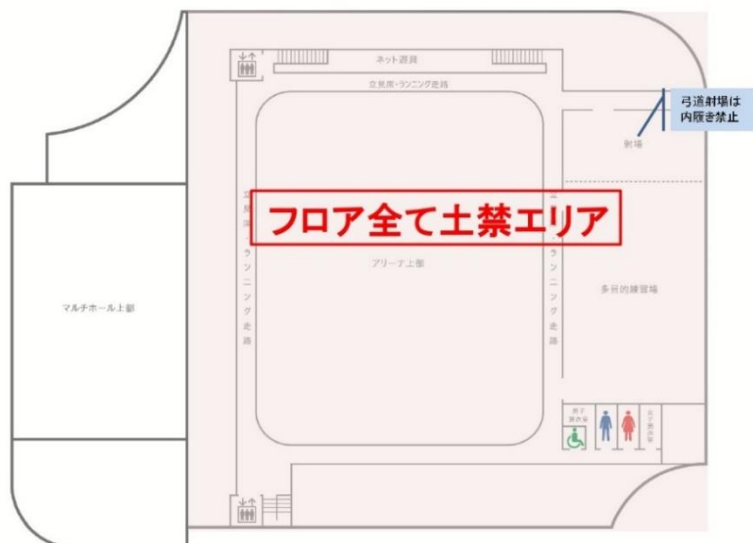 ネット遊具
立見席・ランニング走路
弓道射場は
内履き禁止
射場
フロア全て土禁エリア
立見席・ランニング走路
アリーナ上部
ランニング走路
多目的練習場
マルチホール上部